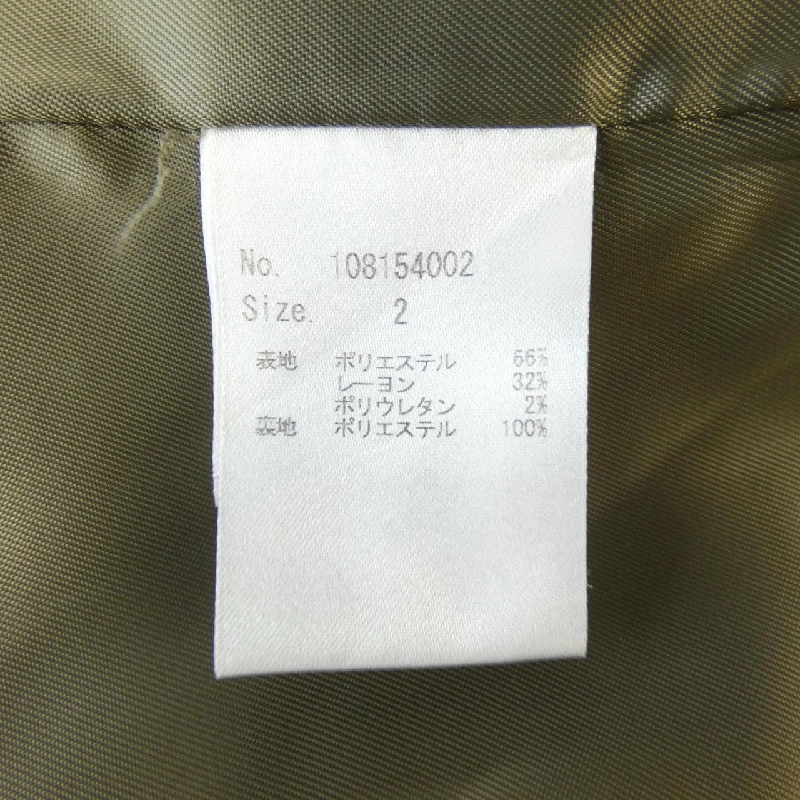 No. 108154002
Size. 2
表地 ポリエステル 66%
レーヨン 32%
ポリウレタン 2%
裏地 ポリエステル 100%